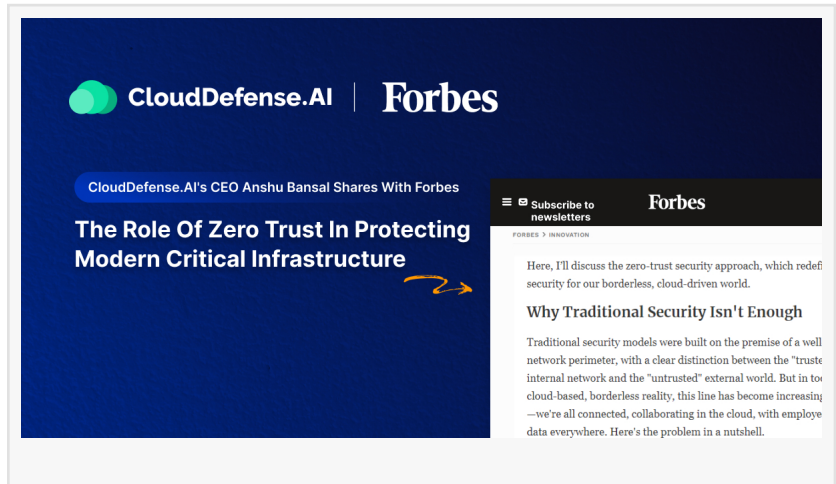 CloudDefense.AI | Forbes
CloudDefense.AI's CEO Anshu Bansal Shares With Forbes
The Role Of Zero Trust In Protecting
Modern Critical Infrastructure
Subscribe to
newsletters
Forbes
FORBES > INNOVATION
Here, I'll discuss the zero-trust security approach, which redefi
security for our borderless, cloud-driven world.
Why Traditional Security Isn't Enough
Traditional security models were built on the premise of a well
network perimeter, with a clear distinction between the "truste
internal network and the "untrusted" external world. But in to
cloud-based, borderless reality, this line has become increasing
—we're all connected, collaborating in the cloud, with employe
data everywhere. Here's the problem in a nutshell.